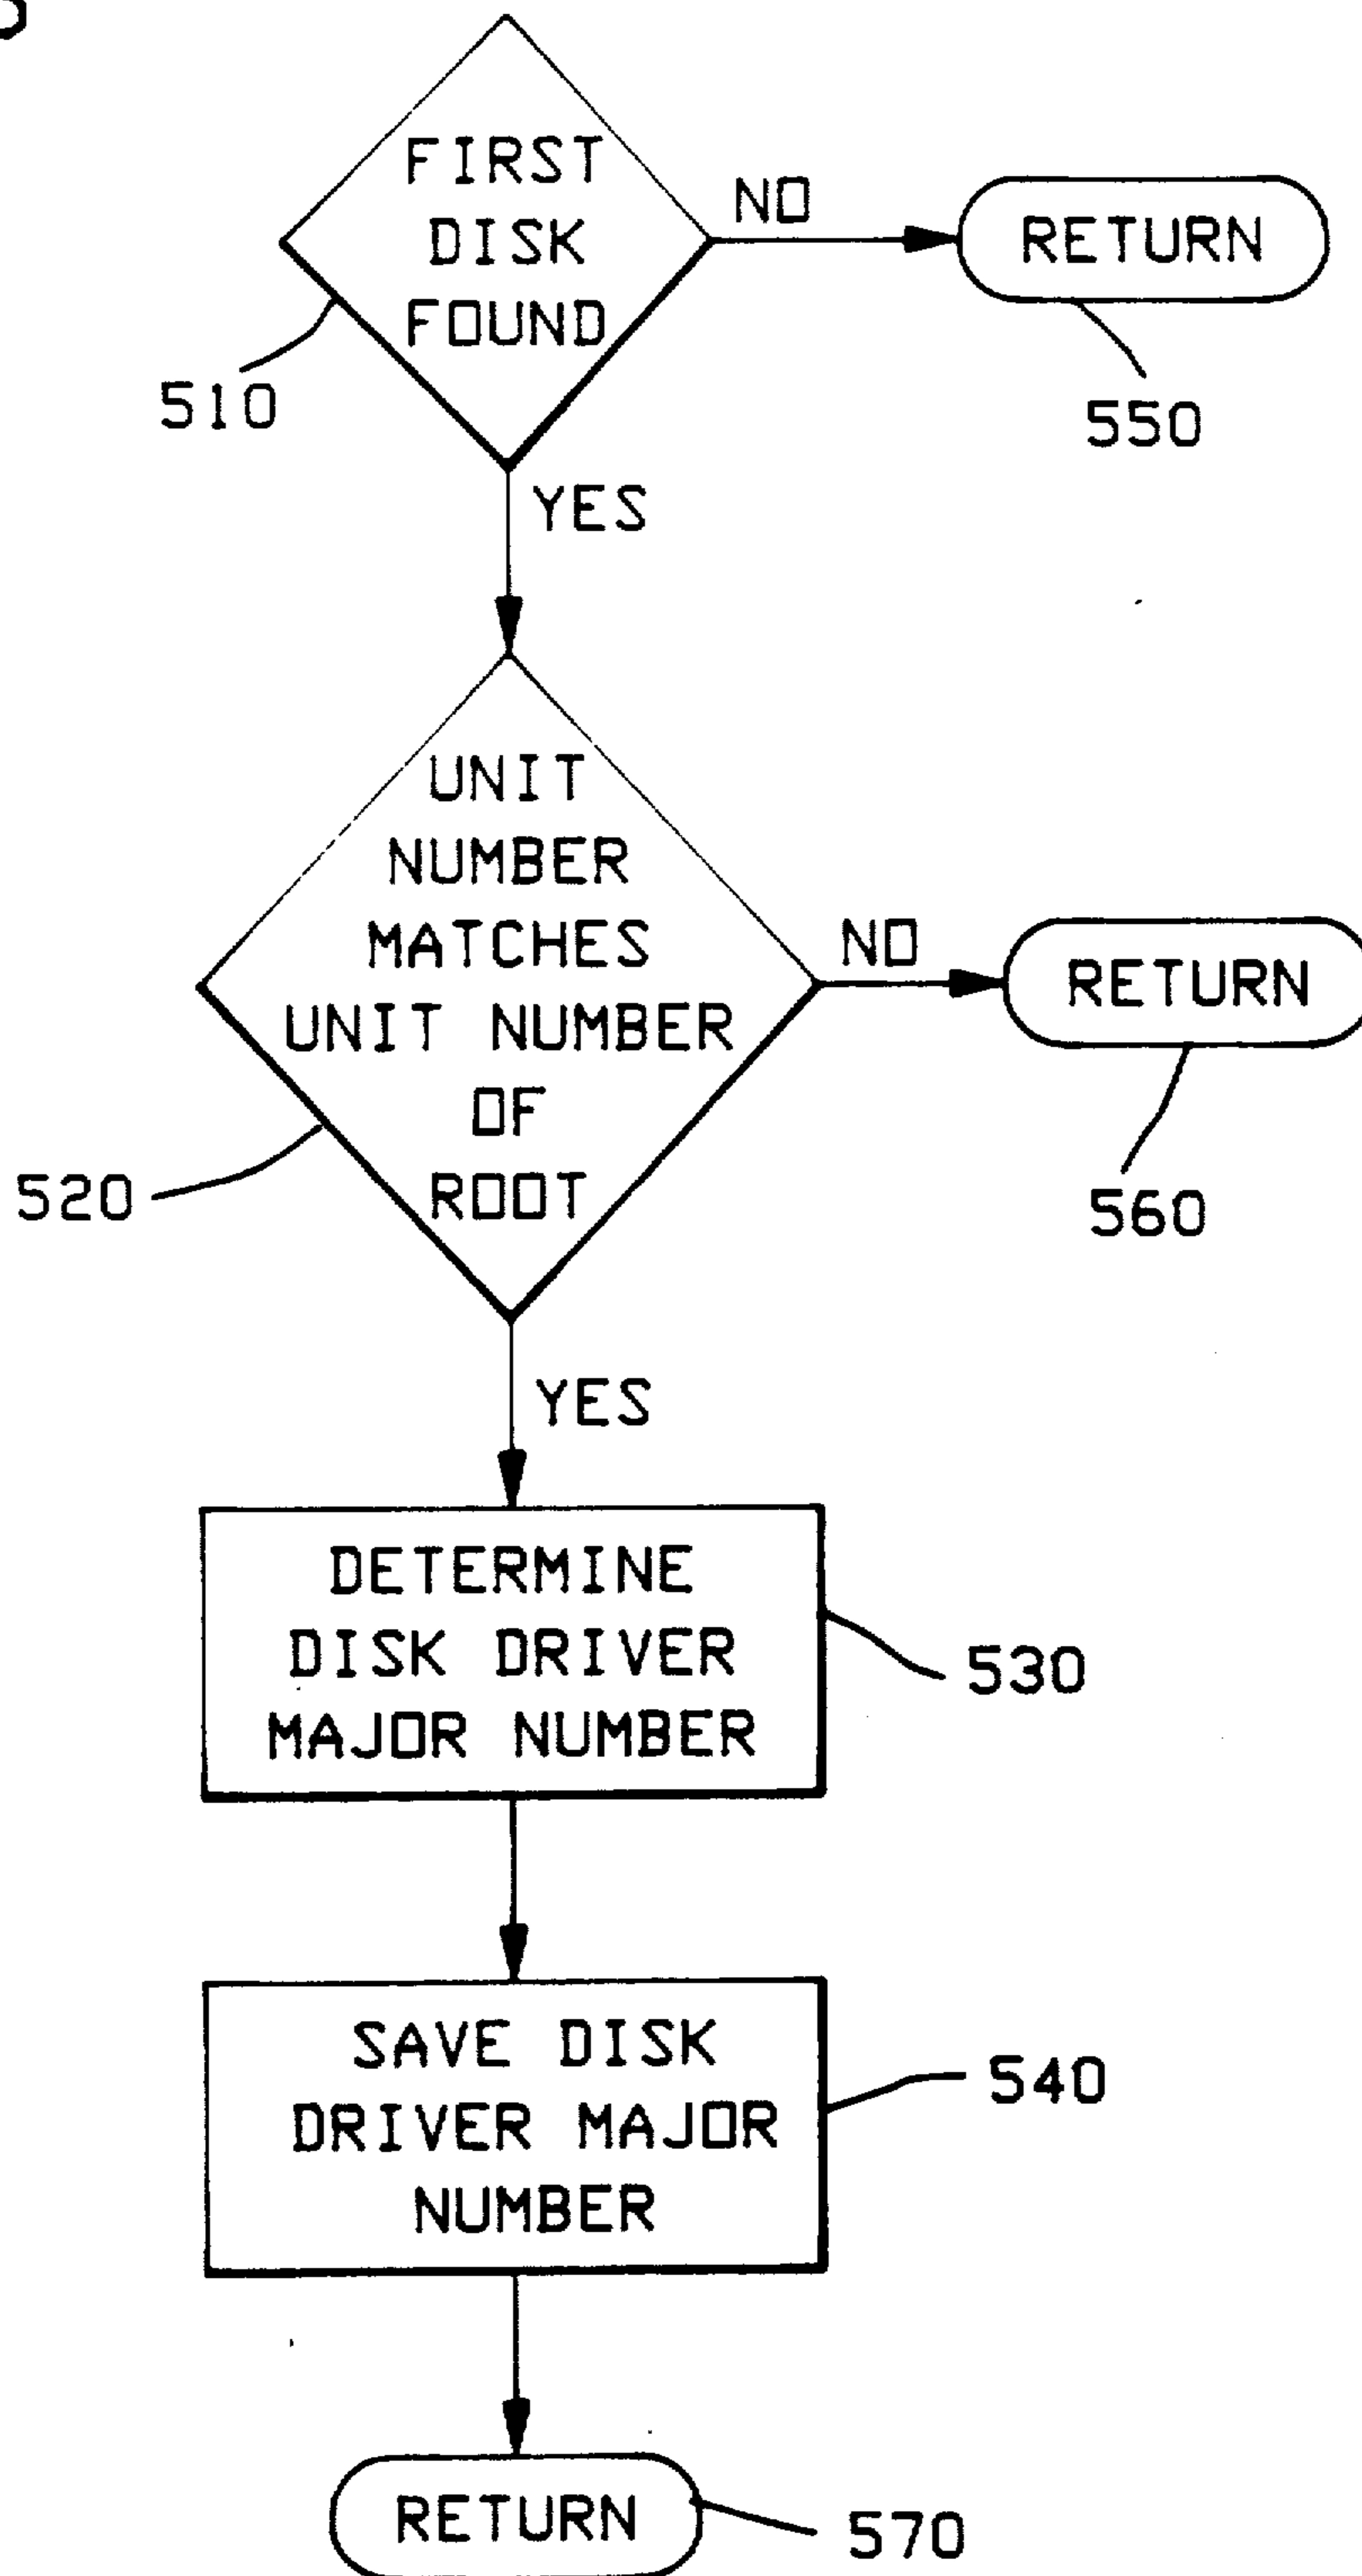 FIRST
DISK
FOUND
NO
RETURN
510
550
YES
UNIT
NUMBER
MATCHES
UNIT NUMBER
OF
ROOT
NO
RETURN
520
560
YES
DETERMINE
DISK DRIVER
MAJOR NUMBER
530
SAVE DISK
DRIVER MAJOR
NUMBER
540
RETURN
570